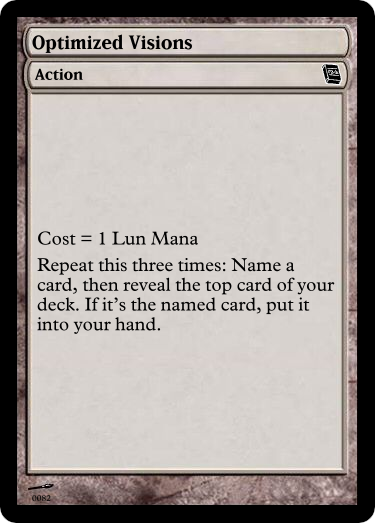 Optimized Visions
Action
Cost = 1 Lun Mana
Repeat this three times: Name a
card, then reveal the top card of your
deck. If it's the named card, put it
into your hand.
0082